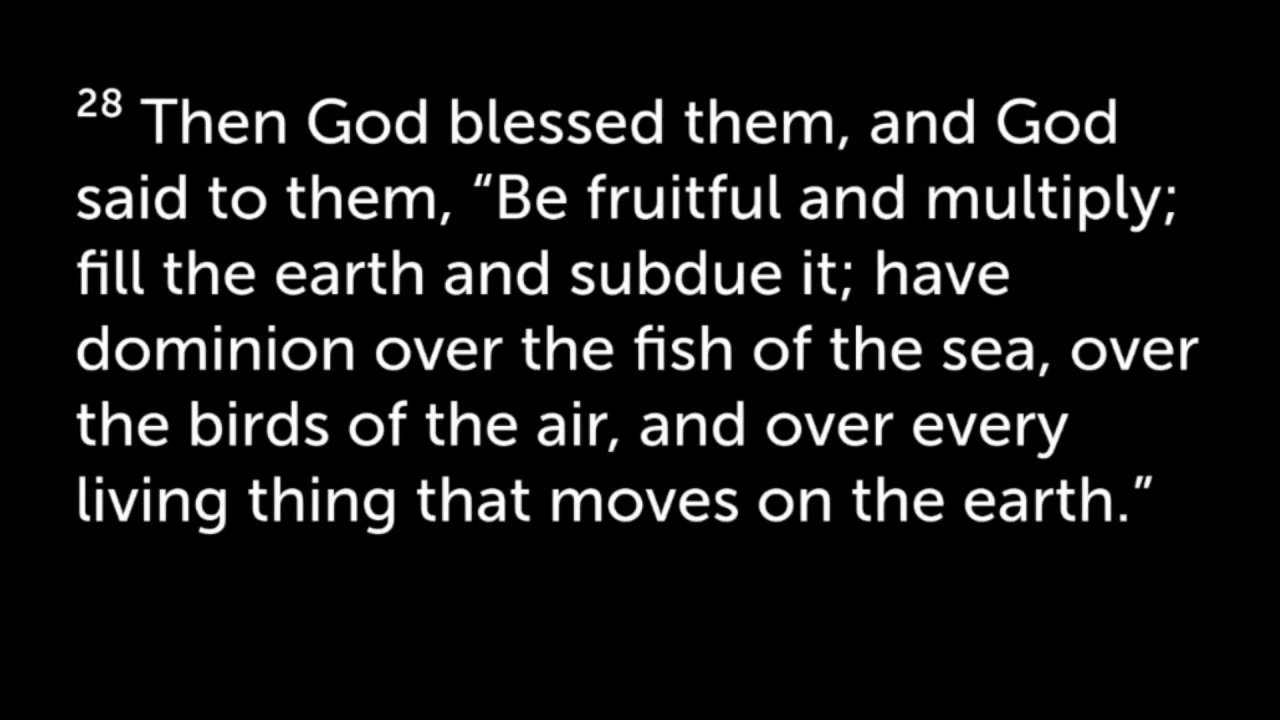 28 Then God blessed them, and God
said to them, “Be fruitful and multiply;
fill the earth and subdue it; have
dominion over the fish of the sea, over
the birds of the air, and over every
living thing that moves on the earth.”